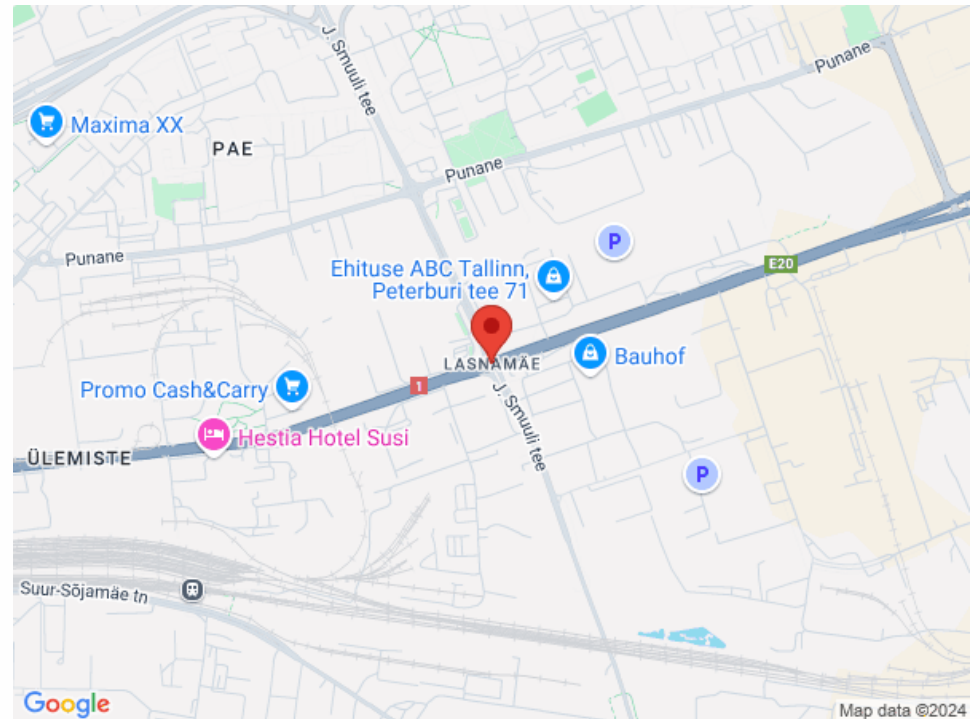 J. Smuuli tee
Punane
Maxima XX
PAE
Punane
Punane
P
E20
Ehituse ABC Tallinn,
Peterburi tee 71
LASNAMÄE
Bauhof
1
Promo Cash&Carry
J. Smuuli tee
Hestia Hotel Susi
ÜLEMISTE
P
Suur-Sõjamäe tn
Google
Map data ©2024